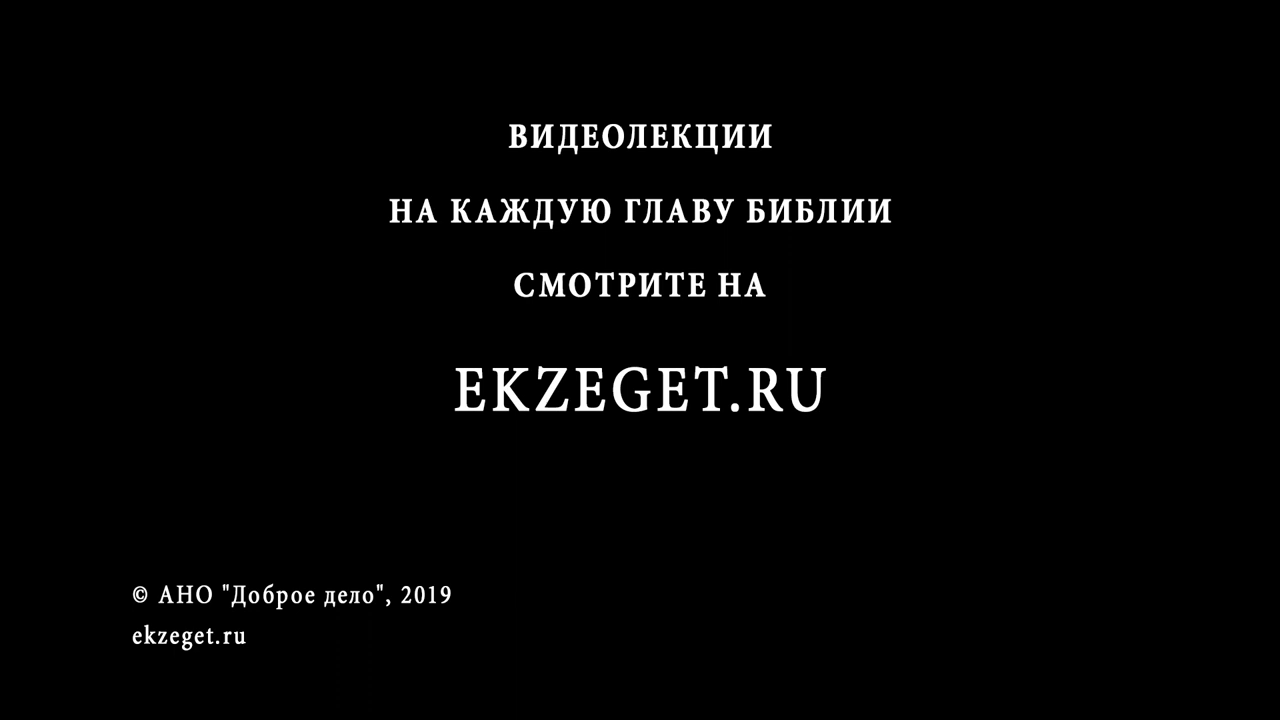 ВИДЕОЛЕКЦИИ
НА КАЖДУЮ ГЛАВУ БИБЛИИ
СМОТРИТЕ НА
EKZEGET.RU
© АНО "Доброе дело", 2019
ekzeget.ru